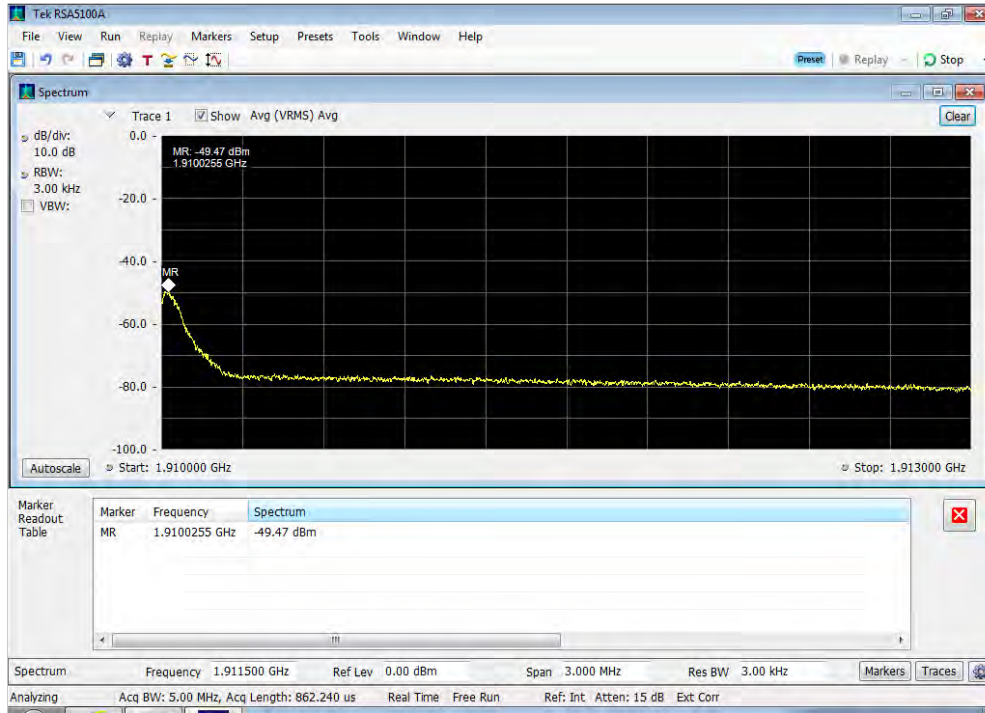 Tek RSA5100A
File View Run Replay Markers Setup Presets Tools Window Help
T Preset Replay Stop
Spectrum
Trace 1 Show Avg (VRMS) Avg Clear
dB/div: 10.0 dB
RBW: 3.00 kHz
VBW:
0.0
MR: -49.47 dBm
1.9100255 GHz
-20.0
-40.0
MR
-60.0
-80.0
-100.0
Autoscale Start: 1.910000 GHz Stop: 1.913000 GHz
Marker Readout Table
Marker Frequency Spectrum
MR 1.9100255 GHz -49.47 dBm
Spectrum Frequency 1.911500 GHz Ref Lev 0.00 dBm Span 3.000 MHz Res BW 3.00 kHz Markers Traces
Analyzing Acq BW: 5.00 MHz, Acq Length: 862.240 us Real Time Free Run Ref: Int Atten: 15 dB Ext Corr